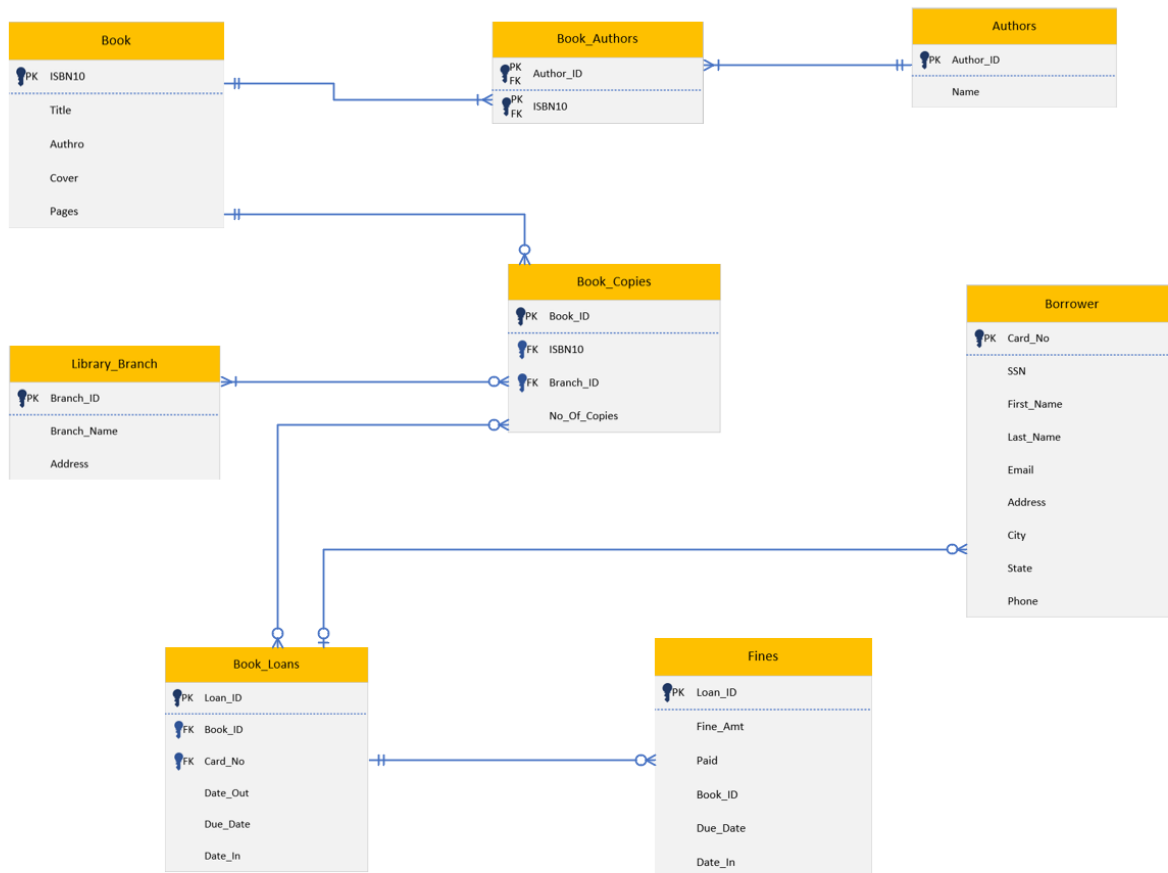 Book
PK ISBN10
Title
Authro
Cover
Pages
Book_Authors
PK
FK
Author_ID
PK
FK
ISBN10
Authors
PK Author_ID
Name
Book_Copies
PK Book_ID
FK ISBN10
FK Branch_ID
No_Of_Copies
Library_Branch
PK Branch_ID
Branch_Name
Address
Borrower
PK Card_No
SSN
First_Name
Last_Name
Email
Address
City
State
Phone
Book_Loans
PK Loan_ID
FK Book_ID
FK Card_No
Date_Out
Due_Date
Date_In
Fines
PK Loan_ID
Fine_Amt
Paid
Book_ID
Due_Date
Date_In